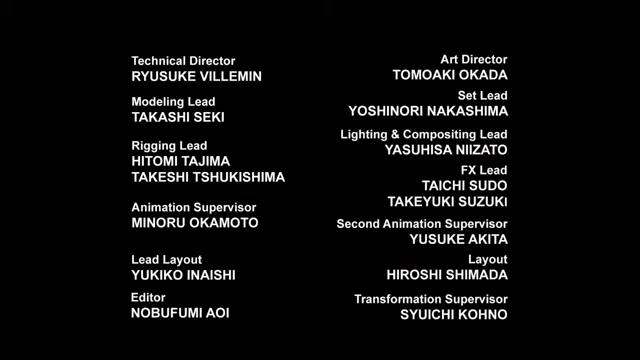 Technical Director
RYUSUKE VILLEMIN
Modeling Lead
TAKASHI SEKI
Rigging Lead
HITOMI TAJIMA
TAKESHI TSHUKISHIMA
Animation Supervisor
MINORU OKAMOTO
Lead Layout
YUKIKO INAISHI
Editor
NOBUFUMI AOI
Art Director
TOMOAKI OKADA
Set Lead
YOSHINORI NAKASHIMA
Lighting & Compositing Lead
YASUHISA NIIZATO
FX Lead
TAICHI SUDO
TAKEYUKI SUZUKI
Second Animation Supervisor
YUSUKE AKITA
Layout
HIROSHI SHIMADA
Transformation Supervisor
SYUICHI KOHNO